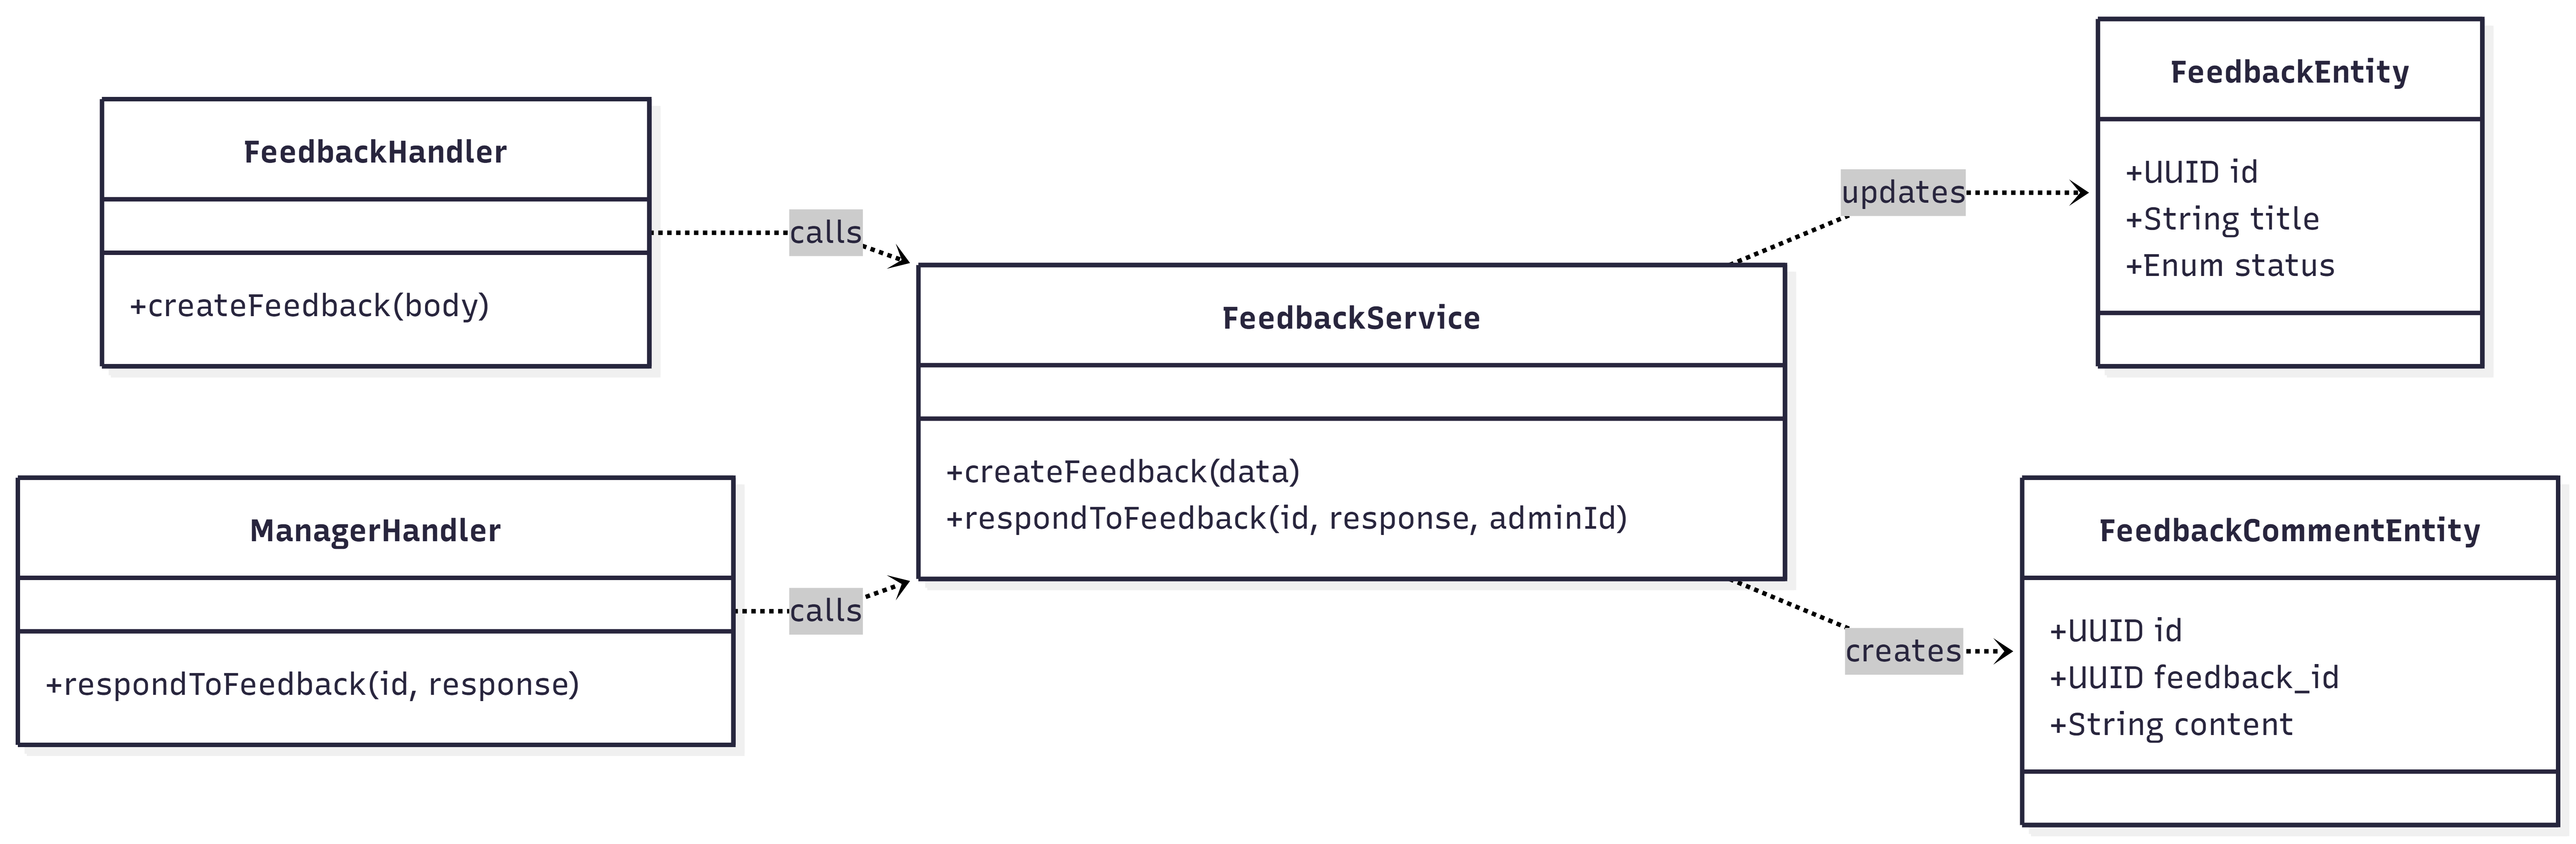 FeedbackHandler
+createFeedback(body)
calls
ManagerHandler
+respondToFeedback(id, response)
calls
FeedbackService
+createFeedback(data)
+respondToFeedback(id, response, adminId)
updates
FeedbackEntity
+UUID id
+String title
+Enum status
creates
FeedbackCommentEntity
+UUID id
+UUID feedback_id
+String content